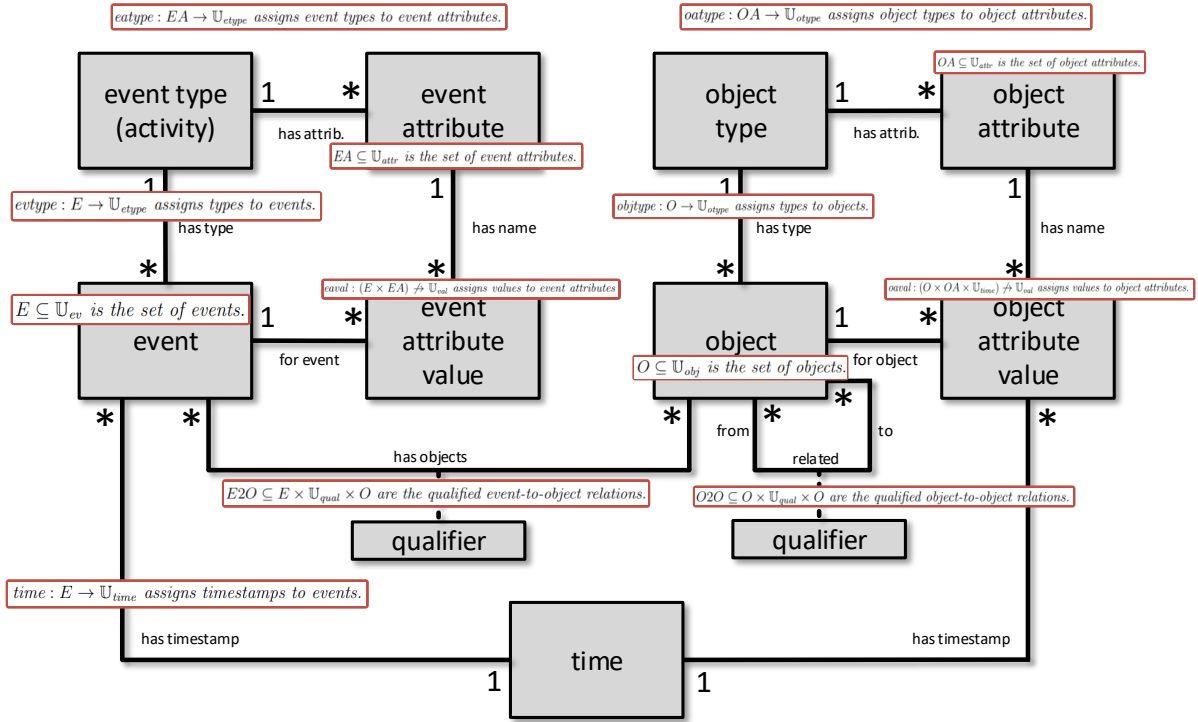 eatype : EA → 𝕌etype assigns event types to event attributes.
oatype : OA → 𝕌otype assigns object types to object attributes.
event type
(activity)
1
*
has attrib.
event
attribute
EA ⊆ 𝕌attr is the set of event attributes.
object
type
1
*
has attrib.
OA ⊆ 𝕌attr is the set of object attributes.
object
attribute
1
evtype : E → 𝕌etype assigns types to events.
has type
*
1
has name
*
1
objtype : O → 𝕌otype assigns types to objects.
has type
*
1
has name
*
E ⊆ 𝕌ev is the set of events.
event
1
*
for event
eaval : (E × EA) ↛ 𝕌val assigns values to event attributes
event
attribute
value
object
O ⊆ 𝕌obj is the set of objects.
1
*
for object
oaval : (O × OA × 𝕌time) ↛ 𝕌val assigns values to object attributes.
object
attribute
value
*
*
*
*
*
*
has objects
from
to
related
E2O ⊆ E × 𝕌qual × O are the qualified event-to-object relations.
O2O ⊆ O × 𝕌qual × O are the qualified object-to-object relations.
qualifier
qualifier
time : E → 𝕌time assigns timestamps to events.
has timestamp
1
time
1
has timestamp